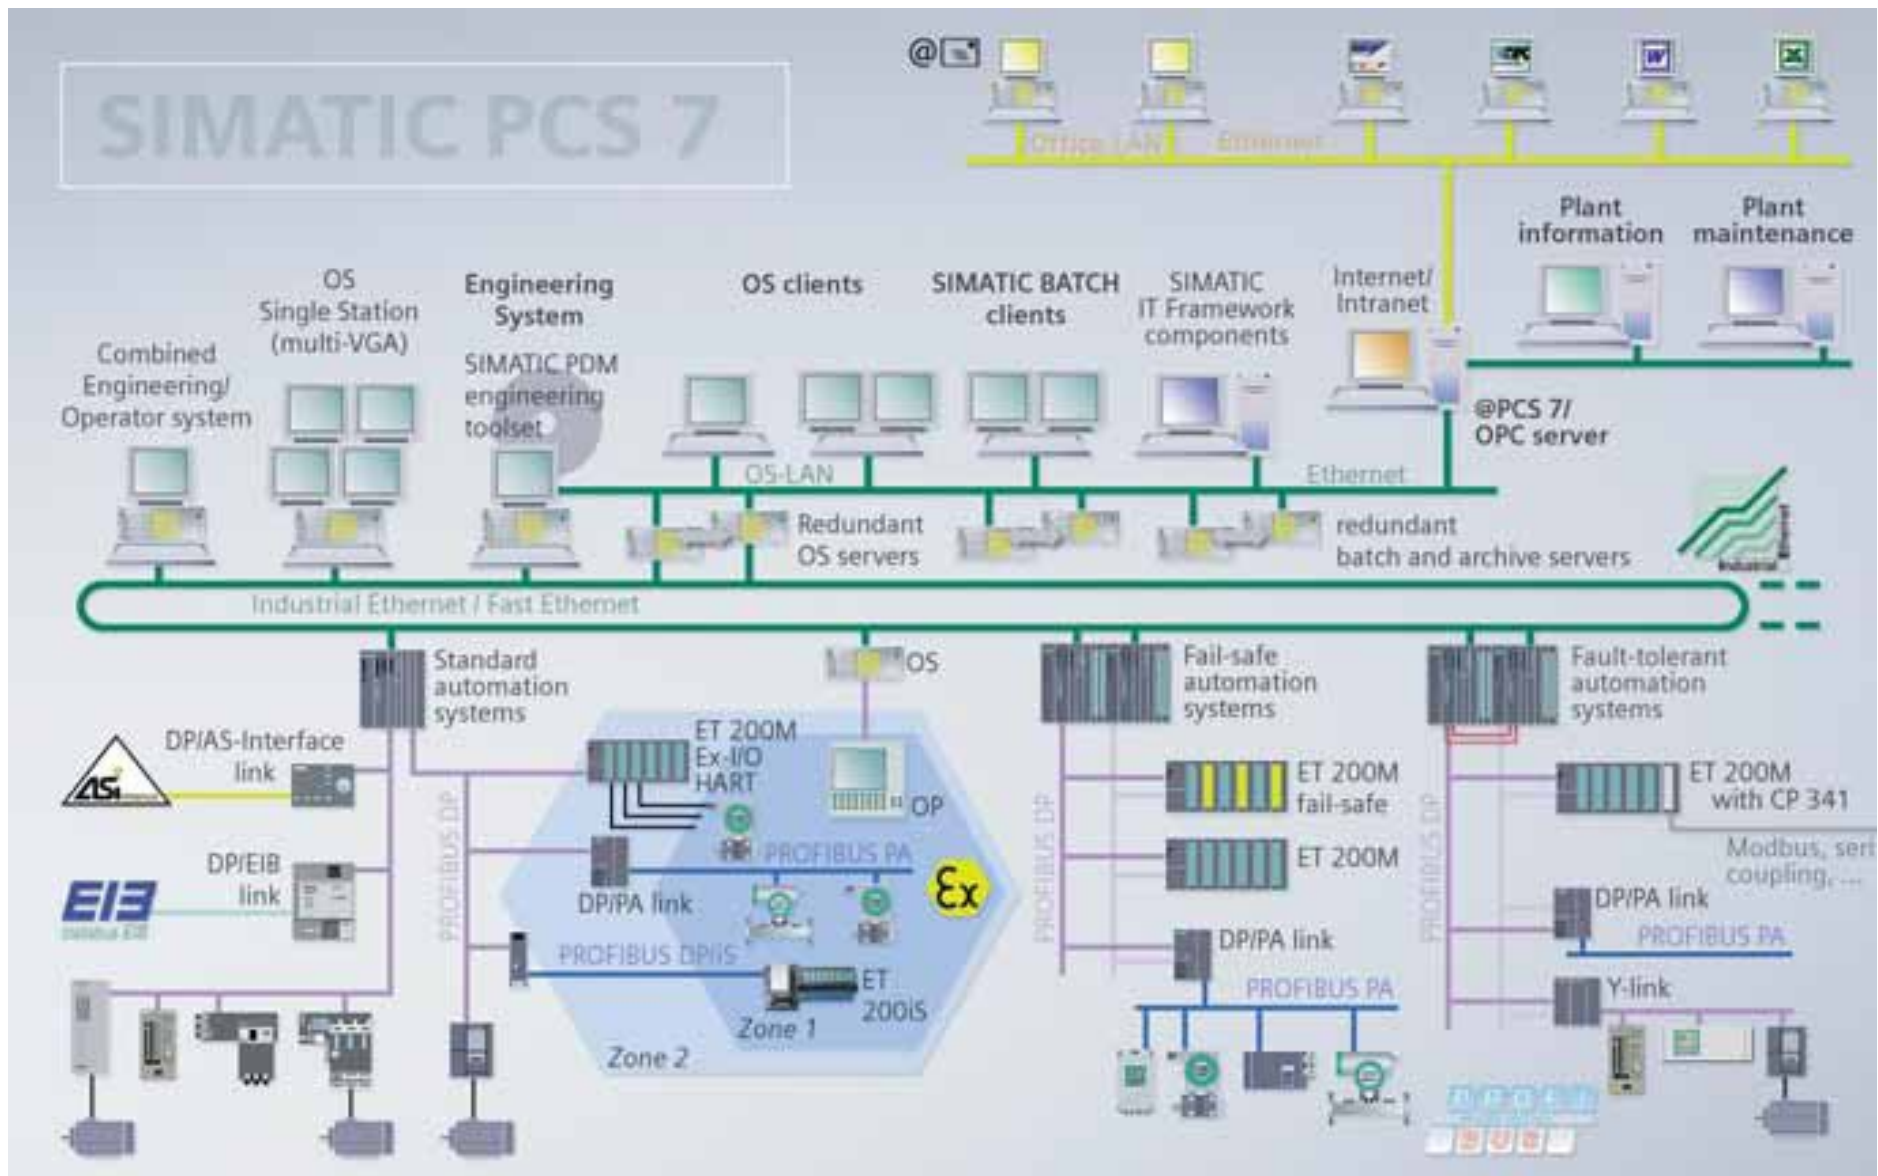 SIMATIC PCS 7
@
W
X
Office LAN
Ethernet
Plant
information
Plant
maintenance
OS
Single Station
(multi-VGA)
Engineering
System
OS clients
SIMATIC BATCH
clients
SIMATIC
IT Framework
components
Internet/
Intranet
Combined
Engineering/
Operator system
SIMATIC PDM
engineering
toolset
@PCS 7/
OPC server
OS-LAN
Ethernet
Redundant
OS servers
redundant
batch and archive servers
Industrial
Ethernet
Industrial Ethernet / Fast Ethernet
Standard
automation
systems
OS
Fail-safe
automation
systems
Fault-tolerant
automation
systems
DP/AS-Interface
link
ASi
ET 200M
Ex-I/O
HART
OP
ET 200M
fail-safe
ET 200M
with CP 341
PROFIBUS DP
PROFIBUS DP
PROFIBUS DP
PROFIBUS PA
ET 200M
Modbus, seri
coupling, ...
DP/EIB
link
EIB
DP/PA link
Ex
DP/PA link
PROFIBUS PA
DP/PA link
PROFIBUS DP/iS
ET
200iS
PROFIBUS PA
Y-link
Zone 1
Zone 2